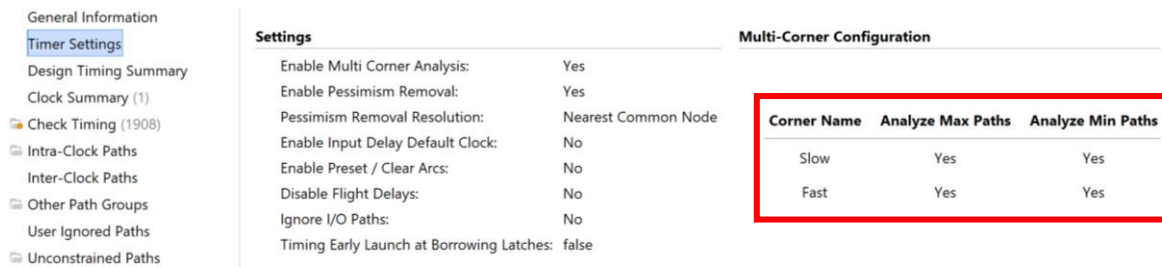 General Information
Timer Settings
Design Timing Summary
Clock Summary (1)
Check Timing (1908)
Intra-Clock Paths
Inter-Clock Paths
Other Path Groups
User Ignored Paths
Unconstrained Paths
Settings
Enable Multi Corner Analysis: Yes
Enable Pessimism Removal: Yes
Pessimism Removal Resolution: Nearest Common Node
Enable Input Delay Default Clock: No
Enable Preset / Clear Arcs: No
Disable Flight Delays: No
Ignore I/O Paths: No
Timing Early Launch at Borrowing Latches: false
Multi-Corner Configuration
Corner Name Analyze Max Paths Analyze Min Paths
Slow Yes Yes
Fast Yes Yes